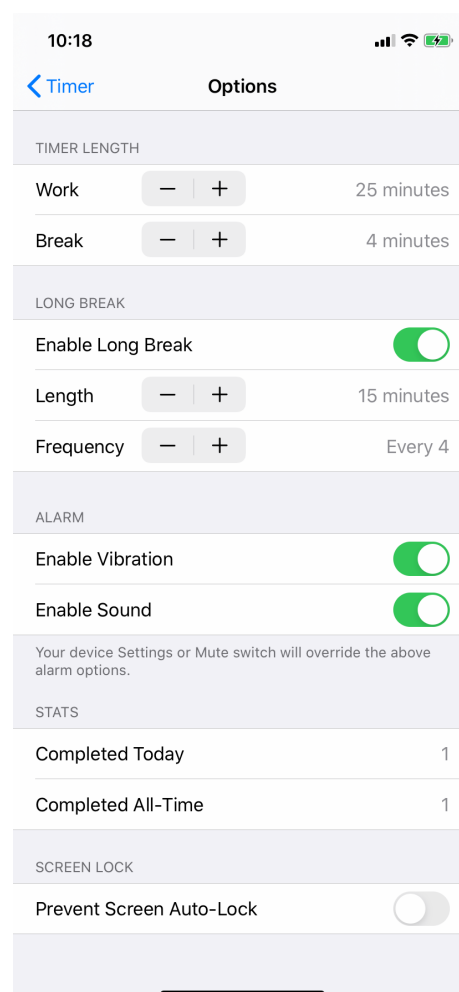 10:18
Timer
Options
TIMER LENGTH
Work − + 25 minutes
Break − + 4 minutes
LONG BREAK
Enable Long Break
Length − + 15 minutes
Frequency − + Every 4
ALARM
Enable Vibration
Enable Sound
Your device Settings or Mute switch will override the above
alarm options.
STATS
Completed Today 1
Completed All-Time 1
SCREEN LOCK
Prevent Screen Auto-Lock